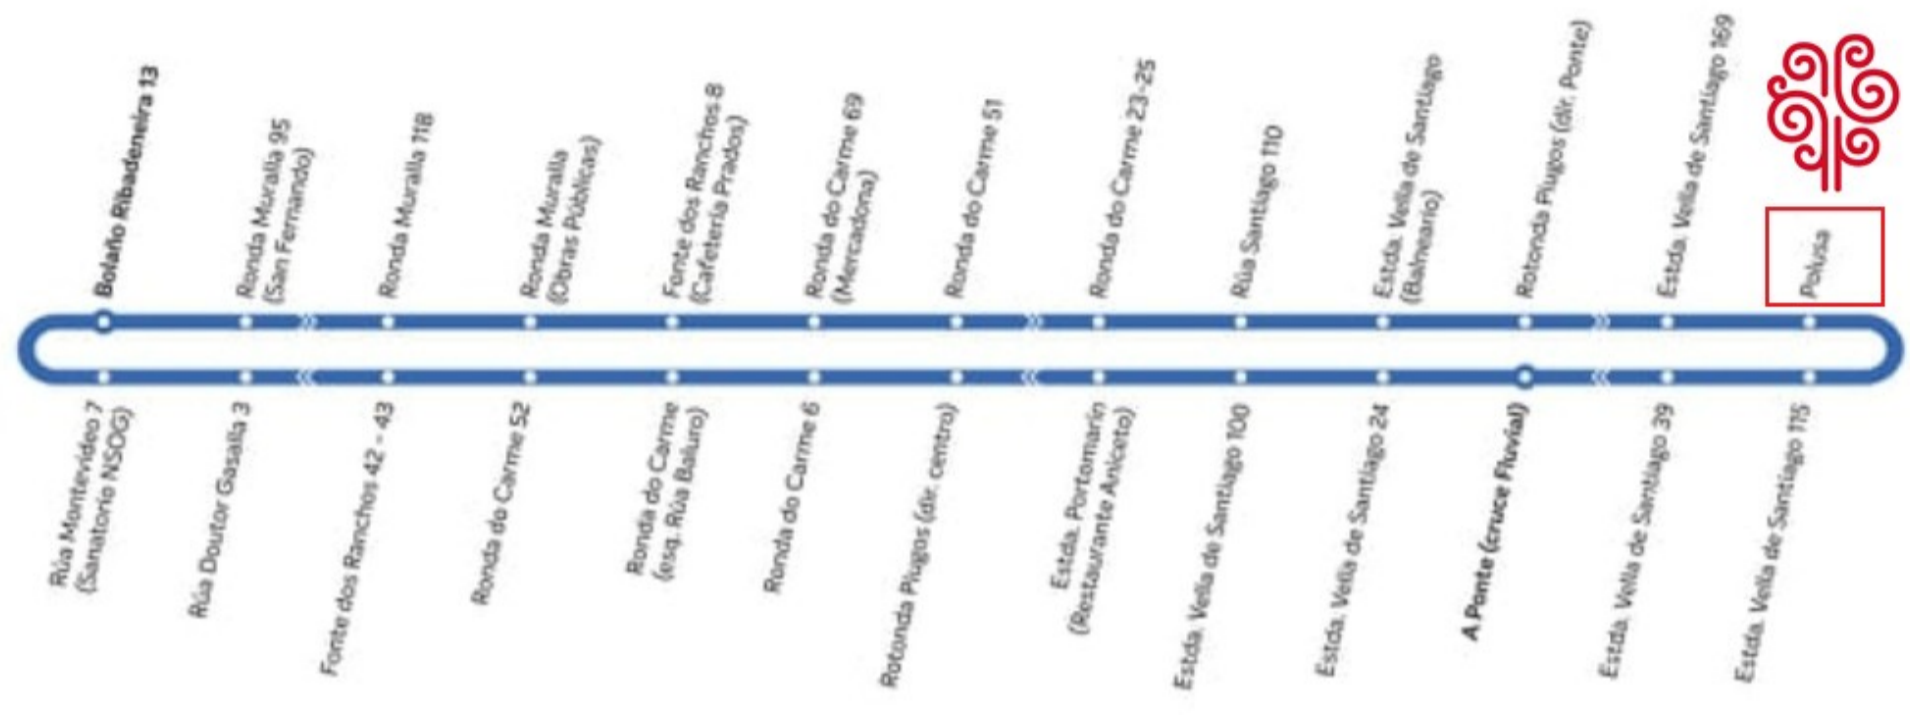 Bolaño Ribadeneira 13
Ronda Muralla 95
(San Fernando)
Ronda Muralla 118
Ronda Muralla
(Obras Públicas)
Fonte dos Ranchos 8
(Cafetería Prados)
Ronda do Carme 69
(Mercadona)
Ronda do Carme 51
Ronda do Carme 23-25
Rúa Santiago 110
Estda. Vella de Santiago
(Balneario)
Rotonda Piugos (dir. Ponte)
Estda. Vella de Santiago 169
Polusa
Rúa Montevideo 7
(Sanatorio NSOG)
Rúa Doutor Gasalla 3
Fonte dos Ranchos 42 - 43
Ronda do Carme 52
Ronda do Carme
(esq. Rúa Baluro)
Ronda do Carme 6
Rotonda Piugos (dir. centro)
Estda. Portomarín
(Restaurante Aniceto)
Estda. Vella de Santiago 100
Estda. Vella de Santiago 24
A Ponte (cruce Fluvial)
Estda. Vella de Santiago 39
Estda. Vella de Santiago 115